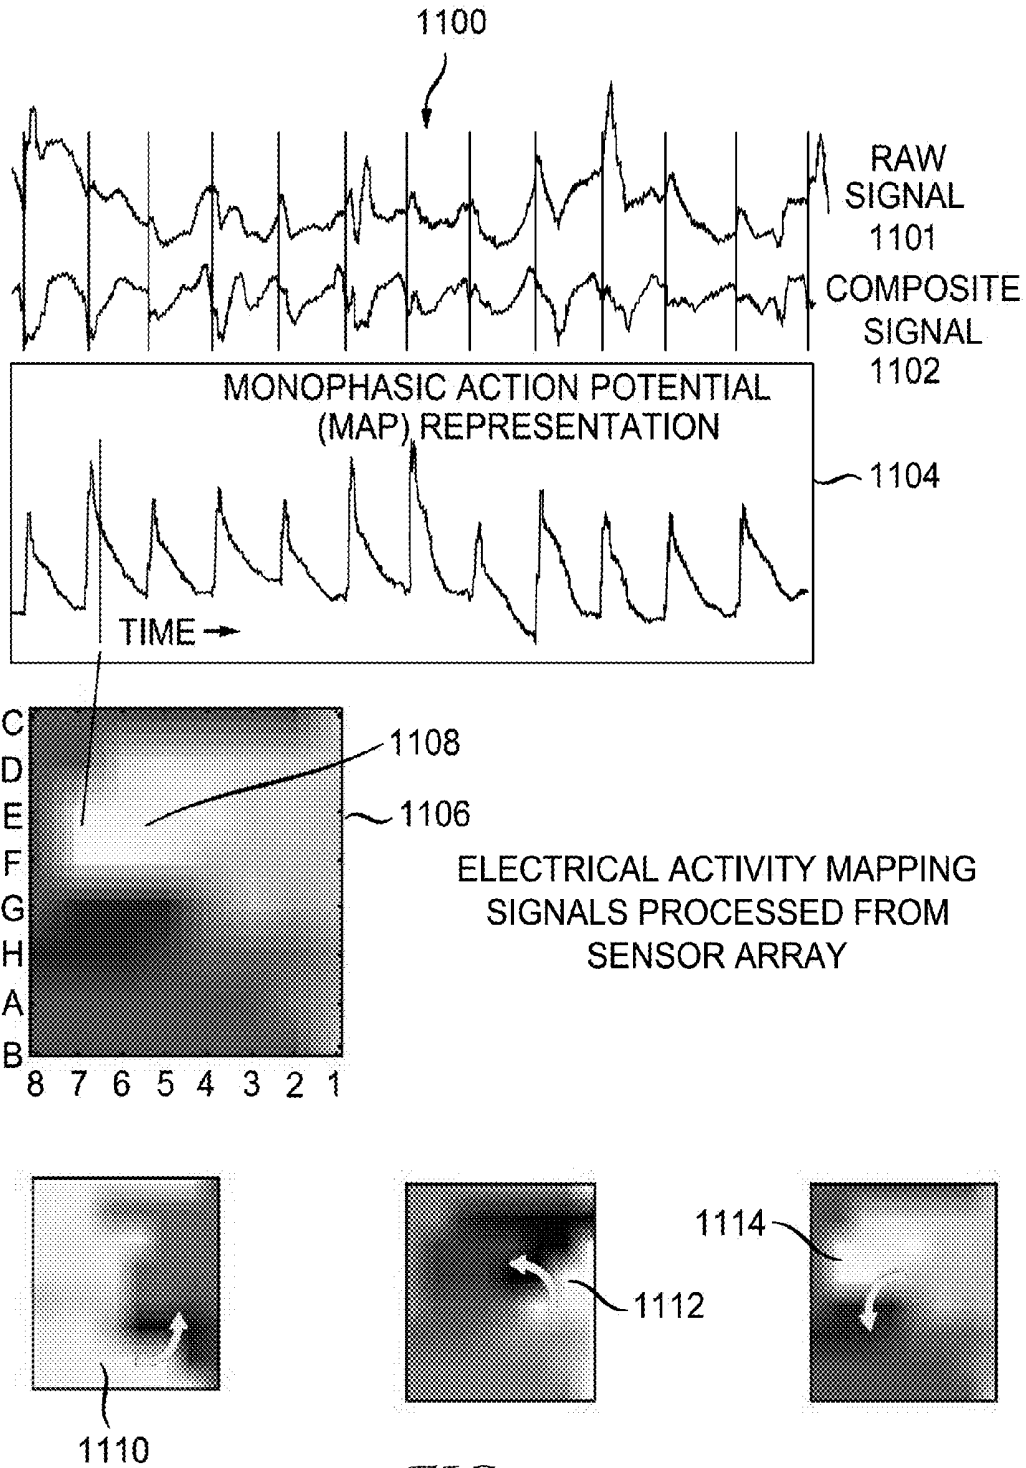 1100
RAW
SIGNAL
1101
COMPOSITE
SIGNAL
1102
MONOPHASIC ACTION POTENTIAL
(MAP) REPRESENTATION
1104
TIME
C
D
E
F
G
H
A
B
8 7 6 5 4 3 2 1
1108
1106
ELECTRICAL ACTIVITY MAPPING
SIGNALS PROCESSED FROM
SENSOR ARRAY
1110
1112
1114